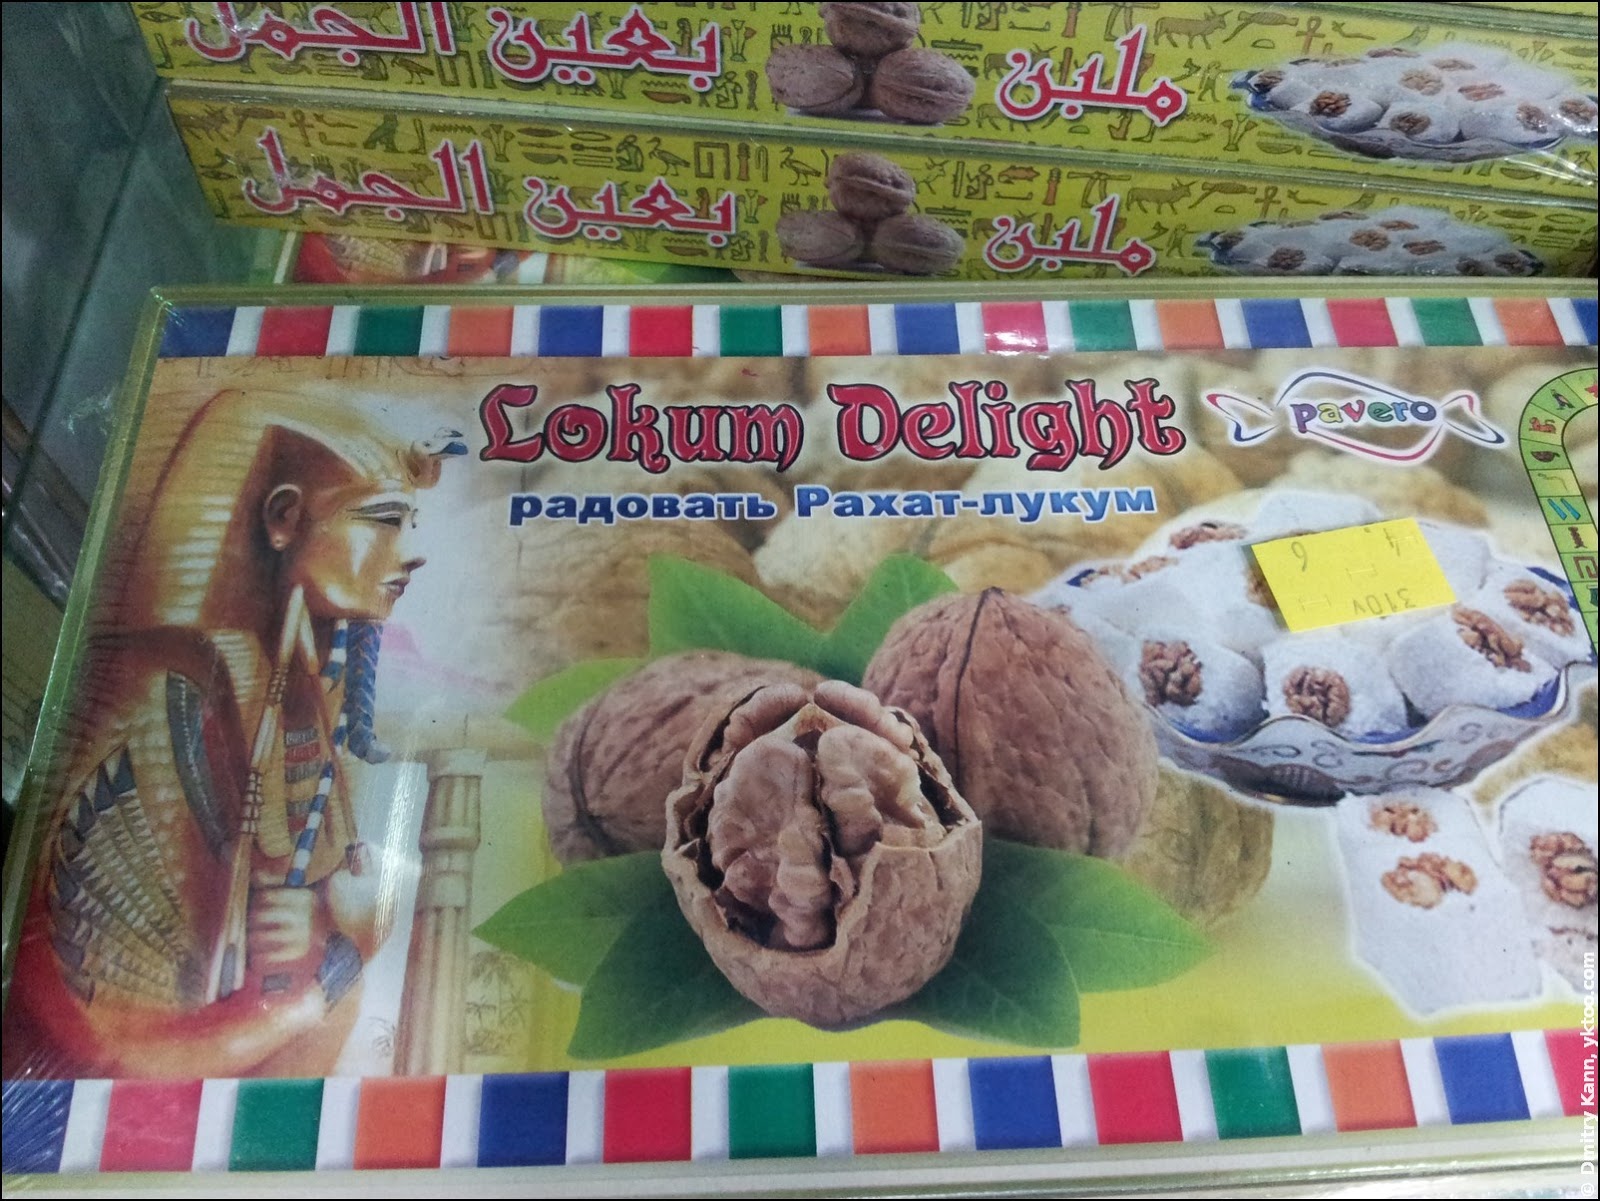 ملبن بعين الجمل
ملبن بعين الجمل
Lokum Delight
pavero
радовать Рахат-лукум
© Dmitry Kann, yktoo.com